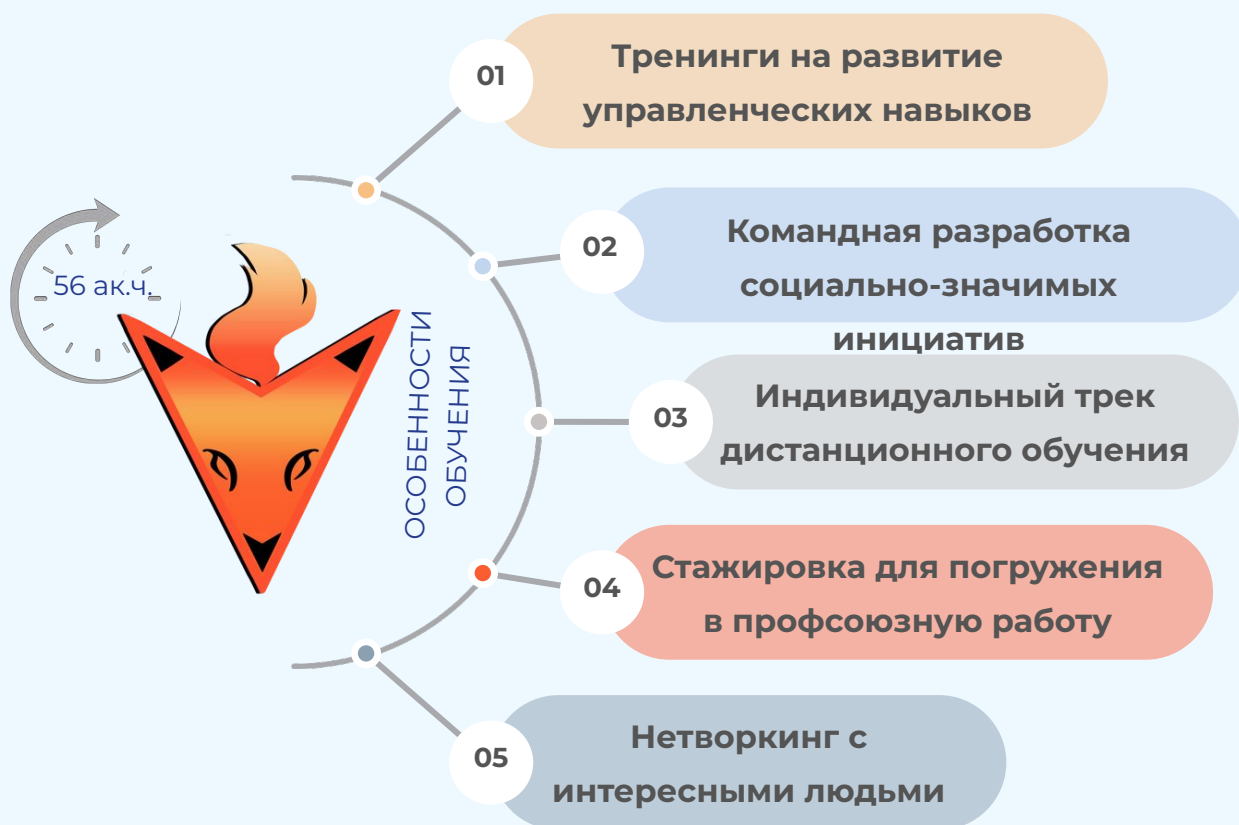 56 ак.ч.
ОСОБЕННОСТИ
ОБУЧЕНИЯ
01
Тренинги на развитие
управленческих навыков
02
Командная разработка
социально-значимых
инициатив
03
Индивидуальный трек
дистанционного обучения
04
Стажировка для погружения
в профсоюзную работу
05
Нетворкинг с
интересными людьми